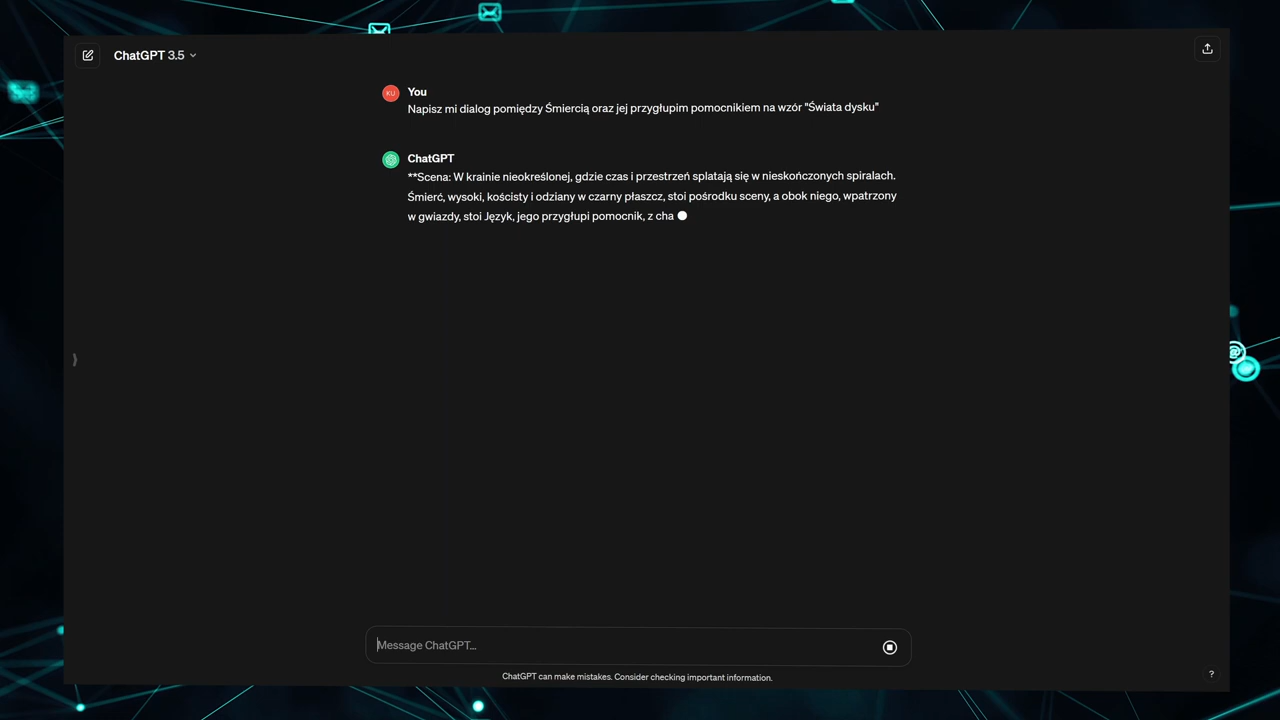 ChatGPT 3.5
You
KU
Napisz mi dialog pomiędzy Śmiercią oraz jej przygłupim pomocnikiem na wzór "Świata dysku"
ChatGPT
**Scena: W krainie nieokreślonej, gdzie czas i przestrzeń splatają się w nieskończonych spiralach.
Śmierć, wysoki, kościsty i odziany w czarny płaszcz, stoi pośrodku sceny, a obok niego, wpatrzony
w gwiazdy, stoi Język, jego przygłupi pomocnik, z cha
Message ChatGPT...
ChatGPT can make mistakes. Consider checking important information.
?